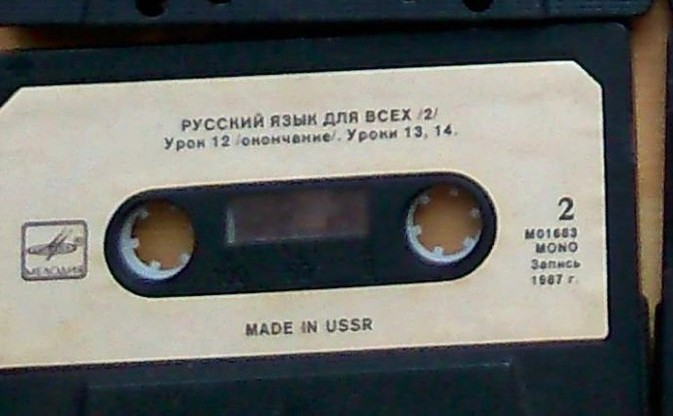 РУССКИЙ ЯЗЫК ДЛЯ ВСЕХ /2/
Урок 12 /окончание/. Уроки 13, 14.
МЕЛОДИЯ
2
M01683
MONO
Запись
1987 г.
MADE IN USSR